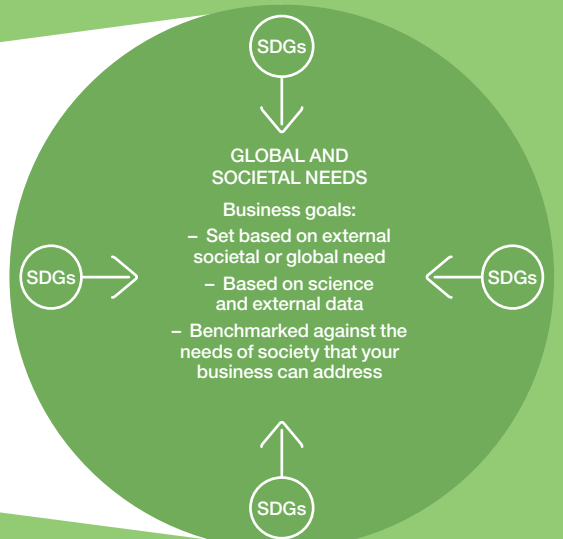 SDGs
GLOBAL AND
SOCIETAL NEEDS
Business goals:
– Set based on external
societal or global need
– Based on science
and external data
– Benchmarked against the
needs of society that your
business can address
SDGs
SDGs
SDGs